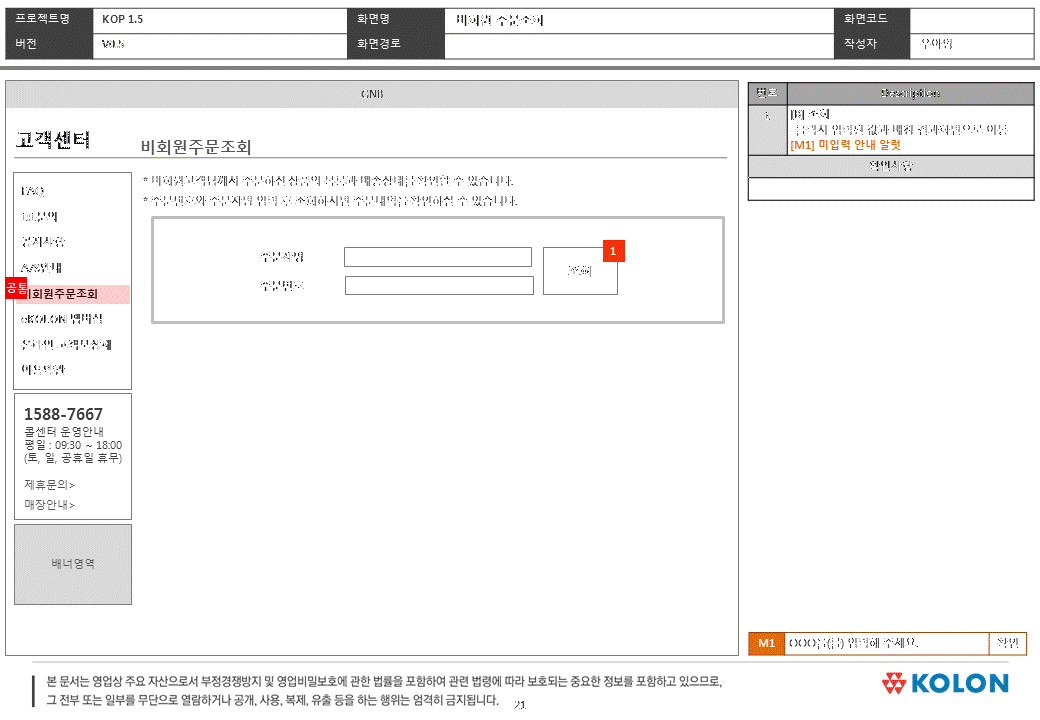 프로젝트명 KOP 1.5 화면명 비회원 주문조회 화면코드
버전 V0.5 화면경로 작성자
GNB
고객센터
비회원주문조회
* 비회원고객님께서 주문하신 상품의 목록과 배송상태를 확인할 수 있습니다.
* 주문번호와 주문자명 입력 후 조회하시면 주문내역을 확인하실 수 있습니다.
FAQ
1:1문의
공지사항
A/S안내
공통
비회원주문조회
eKOLON 멤버십
온라인 고객보상제
이용약관
주문자명
주문번호
조회
1
1588-7667
콜센터 운영안내
평일 : 09:30 ~ 18:00
(토, 일, 공휴일 휴무)
제휴문의>
매장안내>
배너영역
번호 Description
1 [B] 조회
클릭시 입력된 값과 매칭 결과화면으로 이동
[M1] 미입력 안내 알럿
확인사항
M1 OOO을(를) 입력해 주세요. 확인
본 문서는 영업상 주요 자산으로서 부정경쟁방지 및 영업비밀보호에 관한 법률을 포함하여 관련 법령에 따라 보호되는 중요한 정보를 포함하고 있으므로,
그 전부 또는 일부를 무단으로 열람하거나 공개, 사용, 복제, 유출 등을 하는 행위는 엄격히 금지됩니다.
21
KOLON